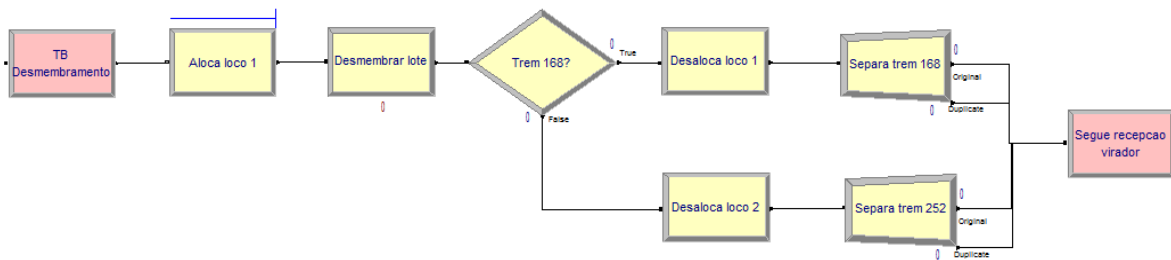 TB
Desmembramento
Aloca loco 1
Desmembrar lote
0
Trem 168?
0
True
0
False
Desaloca loco 1
Separa trem 168
0
Original
0
Duplicate
Desaloca loco 2
Separa trem 252
0
Original
0
Duplicate
Segue recepcao
virador